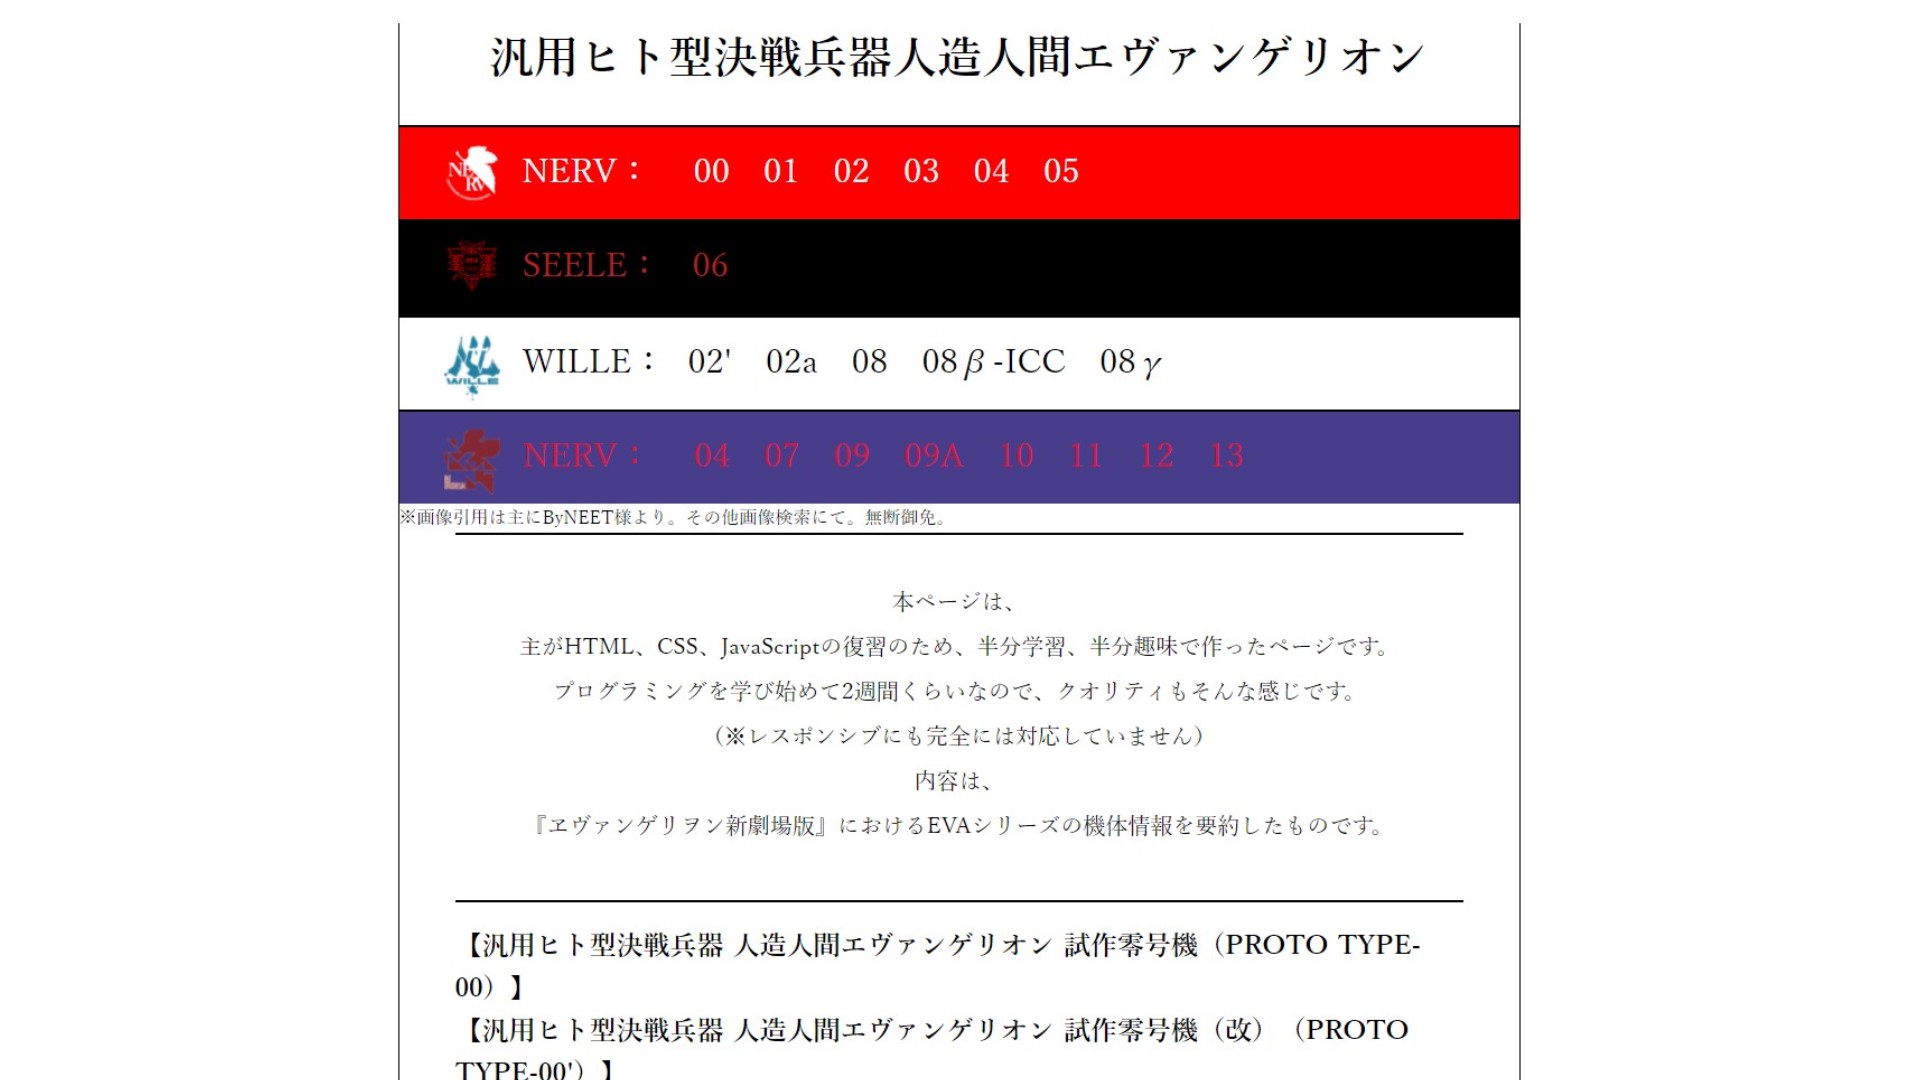 汎用ヒト型決戦兵器人造人間エヴァンゲリオン
NERV： 00 01 02 03 04 05
SEELE： 06
WILLE： 02' 02a 08 08β-ICC 08γ
NERV： 04 07 09 09A 10 11 12 13
※画像引用は主にByNEET様より。その他画像検索にて。無断御免。
本ページは、
主がHTML、CSS、JavaScriptの復習のため、半分学習、半分趣味で作ったページです。
プログラミングを学び始めて2週間くらいなので、クオリティもそんな感じです。
（※レスポンシブにも完全には対応していません）
内容は、
『ヱヴァンゲリヲン新劇場版』におけるEVAシリーズの機体情報を要約したものです。
【汎用ヒト型決戦兵器 人造人間エヴァンゲリオン 試作零号機（PROTO TYPE-
00）】
【汎用ヒト型決戦兵器 人造人間エヴァンゲリオン 試作零号機（改）（PROTO
TYPE-00'）】